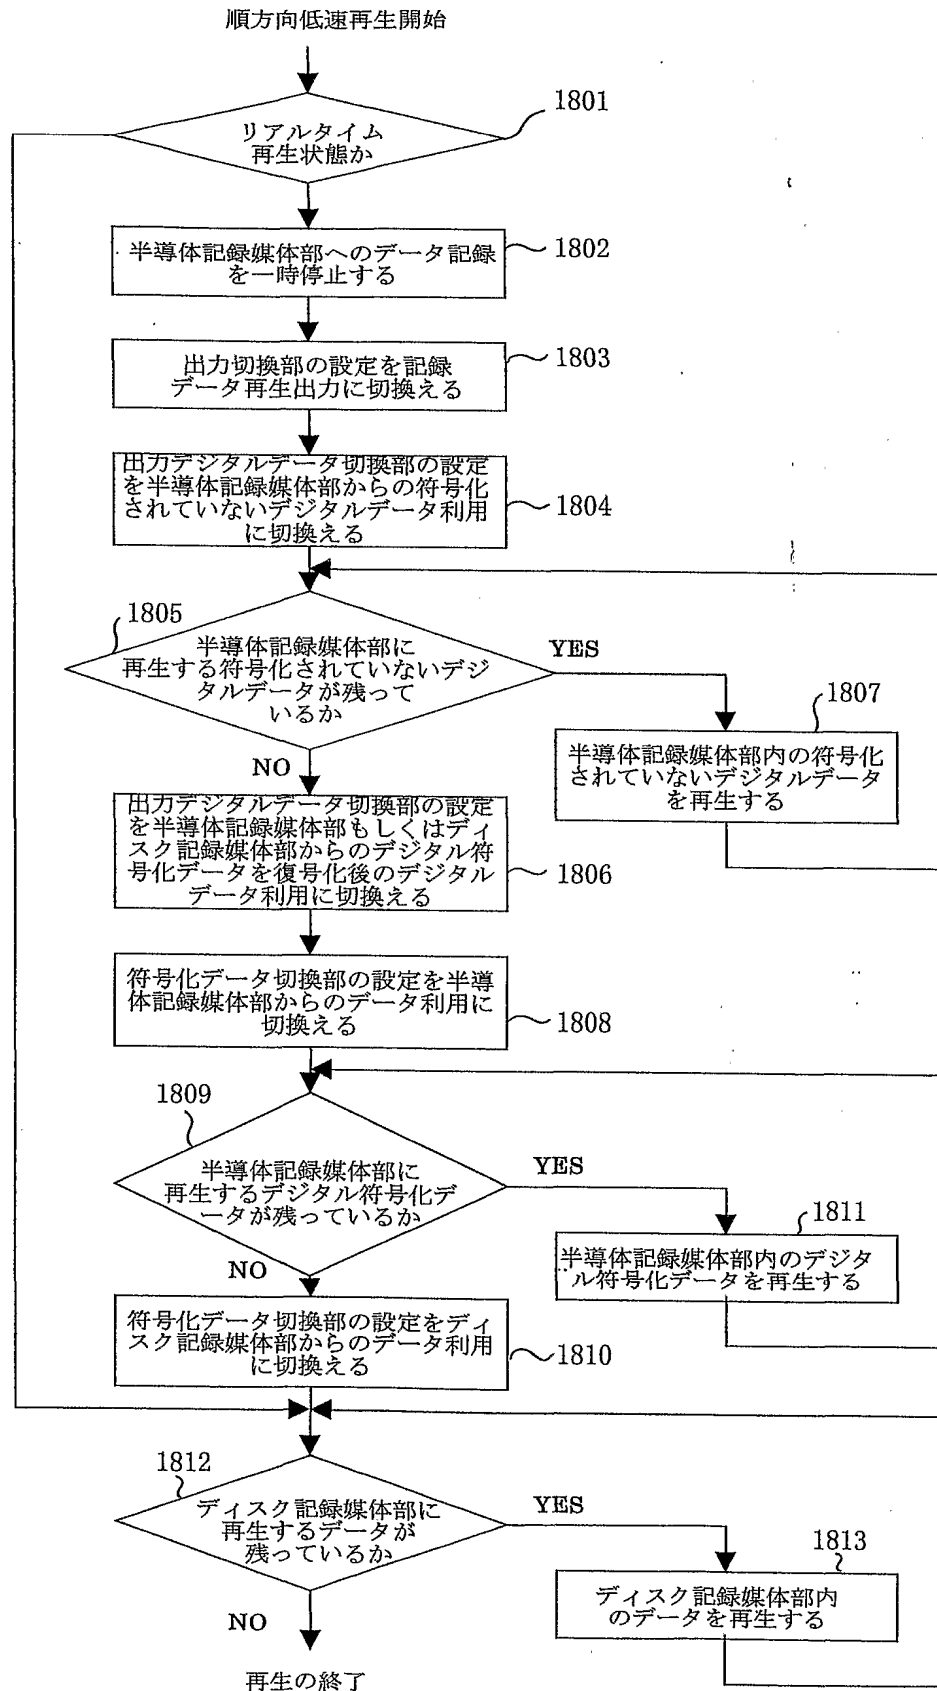 順方向低速再生開始
1801
リアルタイム
再生状態か
半導体記録媒体部へのデータ記録
を一時停止する
1802
出力切換部の設定を記録
データ再生出力に切換える
1803
出力デジタルデータ切換部の設定
を半導体記録媒体部からの符号化
されていないデジタルデータ利用
に切換える
1804
1805
半導体記録媒体部に
再生する符号化されていないデジ
タルデータが残って
いるか
YES
NO
1807
半導体記録媒体部内の符号化
されていないデジタルデータ
を再生する
出力デジタルデータ切換部の設定
を半導体記録媒体部もしくはディ
スク記録媒体部からのデジタル符
号化データを復号化後のデジタル
データ利用に切換える
1806
符号化データ切換部の設定を半導
体記録媒体部からのデータ利用に
切換える
1808
1809
半導体記録媒体部に
再生するデジタル符号化デ
ータが残っているか
YES
NO
1811
半導体記録媒体部内のデジタ
ル符号化データを再生する
符号化データ切換部の設定をディ
スク記録媒体部からのデータ利用
に切換える
1810
1812
ディスク記録媒体部に
再生するデータが
残っているか
YES
NO
1813
ディスク記録媒体部内
のデータを再生する
再生の終了